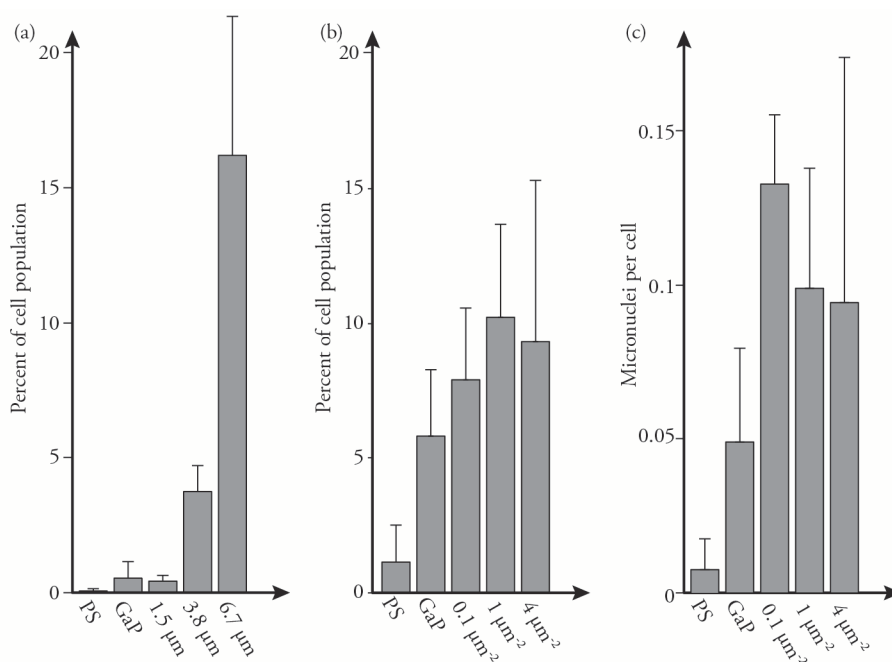 (a)
20
15
10
5
0
Percent of cell population
PS
GaP
1.5 μm
3.8 μm
6.7 μm
(b)
20
15
10
5
0
Percent of cell population
PS
GaP
0.1 μm⁻²
1 μm⁻²
4 μm⁻²
(c)
0.15
0.1
0.05
0
Micronuclei per cell
PS
GaP
0.1 μm⁻²
1 μm⁻²
4 μm⁻²